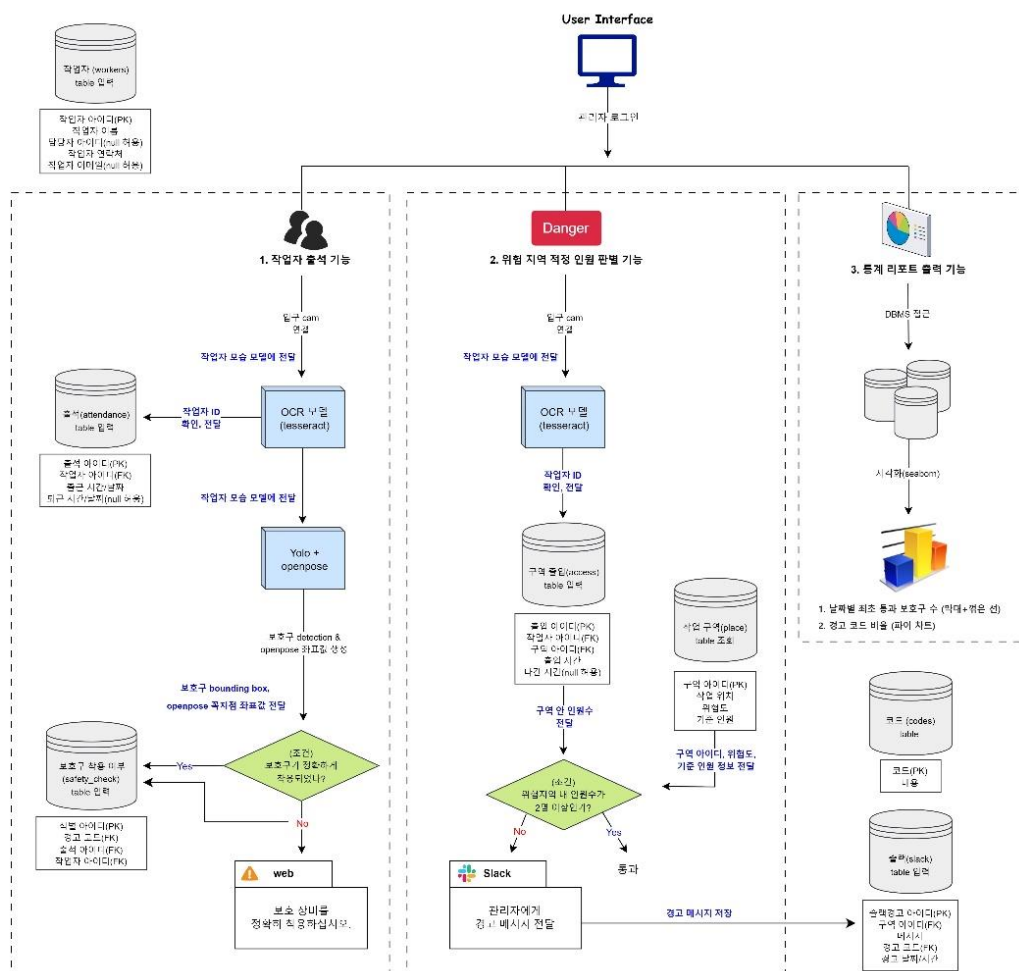 User Interface
작업자 (workers)
table 입력
작업자 아이디(PK)
작업자 이름
담당자 아이디(null 허용)
작업자 연락처
작업자 이메일(null 허용)
관리자 로그인
1. 작업자 출석 기능
입구 cam
연결
작업자 모습 모델에 전달
OCR 모델
(tesseract)
작업자 ID
확인, 전달
출석(attendance)
table 입력
출석 아이디(PK)
작업자 아이디(FK)
출근 시간/날짜
퇴근 시간/날짜(null 허용)
작업자 모습 모델에 전달
Yolo +
openpose
보호구 detection &
openpose 좌표값 생성
보호구 bounding box,
openpose 꼭지점 좌표값 전달
(조건)
보호구가 정확하게
착용되었나?
Yes
No
보호구 착용 여부
(safety_check)
table 입력
식별 아이디(PK)
경고 코드(FK)
출석 아이디(FK)
작업자 아이디(FK)
web
보호 장비를
정확히 착용하십시오.
Danger
2. 위험 지역 적정 인원 판별 기능
입구 cam
연결
작업자 모습 모델에 전달
OCR 모델
(tesseract)
작업자 ID
확인, 전달
구역 출입(access)
table 입력
출입 아이디(PK)
작업자 아이디(FK)
구역 아이디(FK)
출입 시간
나간 시간(null 허용)
작업 구역(place)
table 조회
구역 아이디(PK)
작업 위치
위험도
기준 인원
구역 안 인원수
전달
구역 아이디, 위험도,
기준 인원 정보 전달
(조건)
위험지역 내 인원수가
2명 이상인가?
No
Yes
통과
Slack
관리자에게
경고 메시지 전달
경고 메시지 저장
3. 통계 리포트 출력 기능
DBMS 접근
시각화(seaborn)
1. 날짜별 최초 통과 보호구 수 (막대+꺾은 선)
2. 경고 코드 비율 (파이 차트)
코드 (codes)
table
코드(PK)
내용
슬랙(slack)
table 입력
슬랙경고 아이디(PK)
구역 아이디(FK)
메시지
경고 코드(FK)
경고 날짜/시간